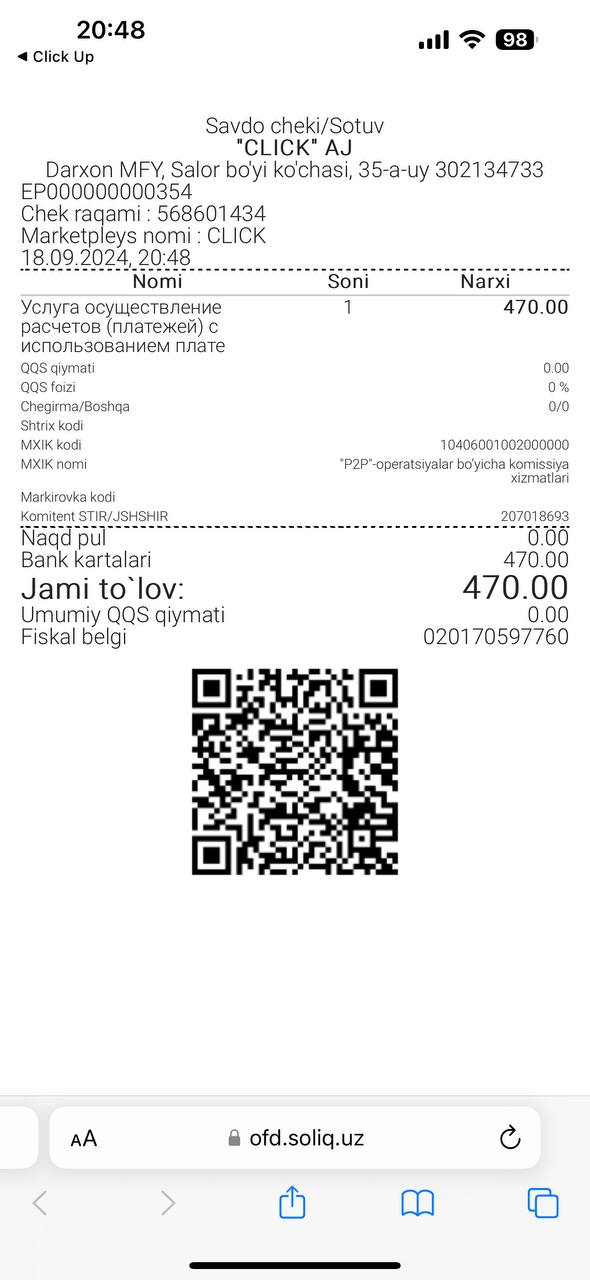 20:48
98
◀ Click Up
Savdo cheki/Sotuv
"CLICK" AJ
Darxon MFY, Salor bo'yi ko'chasi, 35-a-uy 302134733
EP000000000354
Chek raqami : 568601434
Marketpleys nomi : CLICK
18.09.2024, 20:48
Nomi Soni Narxi
Услуга осуществление 1 470.00
расчетов (платежей) с
использованием плате
QQS qiymati 0.00
QQS foizi 0 %
Chegirma/Boshqa 0/0
Shtrix kodi
MXIK kodi 10406001002000000
MXIK nomi "P2P"-operatsiyalar bo'yicha komissiya
xizmatlari
Markirovka kodi
Komitent STIR/JSHSHIR 207018693
Naqd pul 0.00
Bank kartalari 470.00
Jami to`lov: 470.00
Umumiy QQS qiymati 0.00
Fiskal belgi 020170597760
AA ofd.soliq.uz